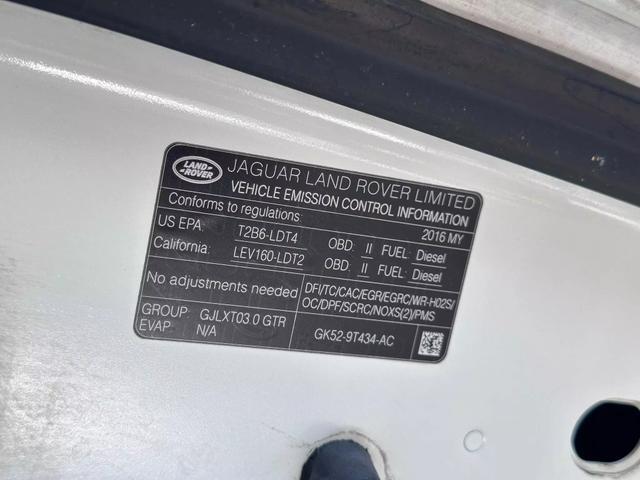 LAND ROVER
JAGUAR LAND ROVER LIMITED
VEHICLE EMISSION CONTROL INFORMATION
Conforms to regulations: 2016 MY
US EPA: T2B6-LDT4 OBD: II FUEL: Diesel
California: LEV160-LDT2 OBD: II FUEL: Diesel
No adjustments needed
DFI/TC/CAC/EGR/EGRC/WR-HO2S/
OC/DPF/SCRC/NOXS(2)/PMS
GROUP: GJLXT03.0 GTR
EVAP: N/A
GK52-9T434-AC